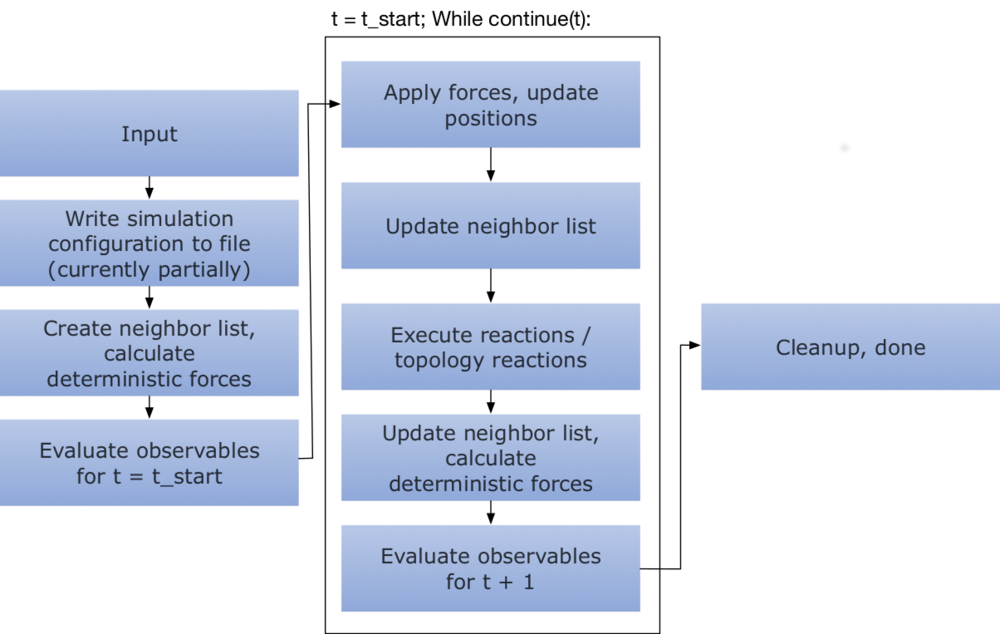 t = t_start; While continue(t):
Input
Write simulation
configuration to file
(currently partially)
Create neighbor list,
calculate
deterministic forces
Evaluate observables
for t = t_start
Apply forces, update
positions
Update neighbor list
Execute reactions /
topology reactions
Update neighbor list,
calculate
deterministic forces
Evaluate observables
for t + 1
Cleanup, done